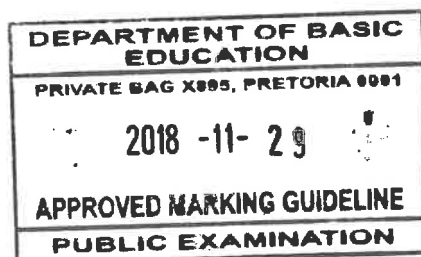 DEPARTMENT OF BASIC
EDUCATION
PRIVATE BAG X895, PRETORIA 0001
2018 -11- 29
APPROVED MARKING GUIDELINE
PUBLIC EXAMINATION